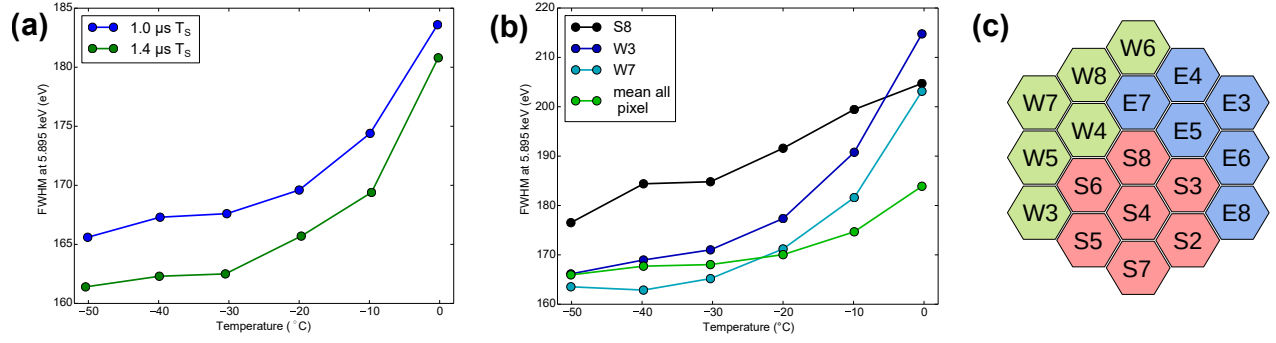 (a)
1.0 µs T_S
1.4 µs T_S
FWHM at 5.895 keV (eV)
185
180
175
170
165
160
−50
−40
−30
−20
−10
0
Temperature (°C)
(b)
S8
W3
W7
mean all
pixel
FWHM at 5.895 keV (eV)
220
210
200
190
180
170
160
−50
−40
−30
−20
−10
0
Temperature (°C)
(c)
W6
W8
E4
W7
E7
E3
W4
E5
W5
S8
E6
S6
S3
W3
S4
E8
S5
S2
S7